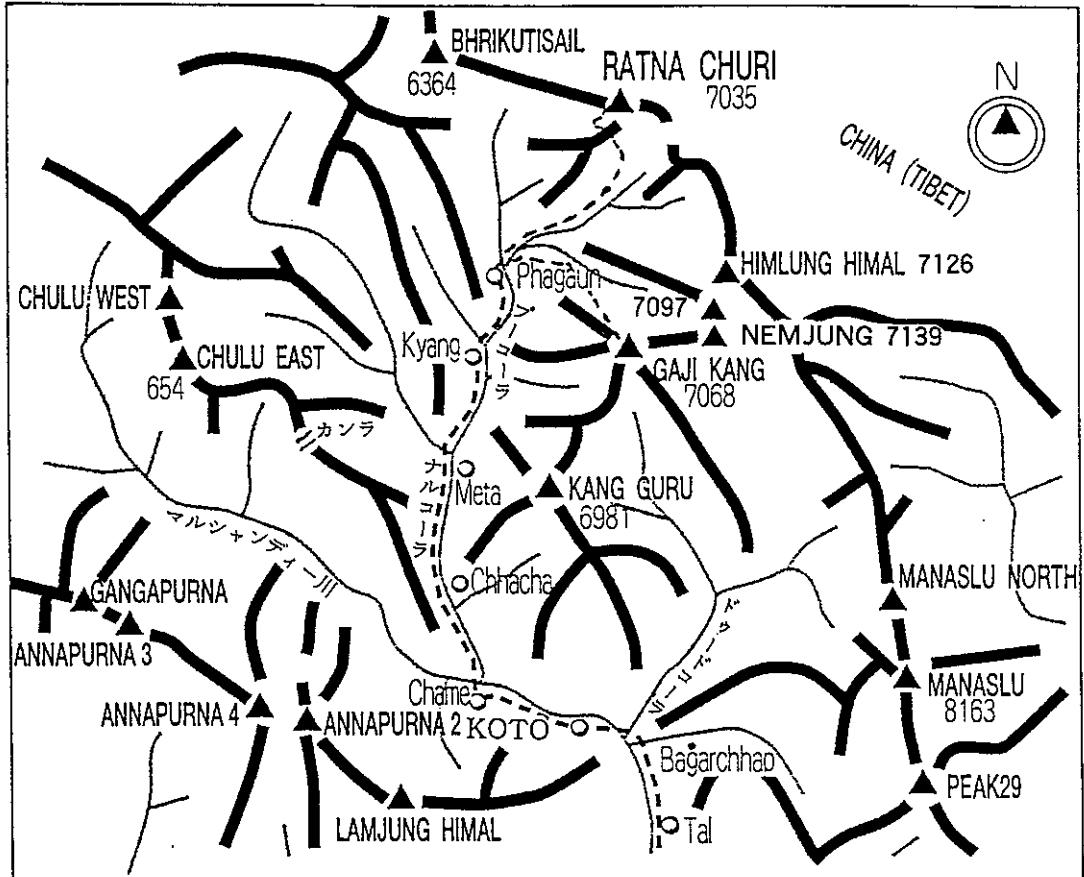 BHRIKUTISAIL
6364
RATNA CHURI
7035
N
CHINA (TIBET)
HIMLUNG HIMAL 7126
Phagaun
7097
CHULU WEST
NEMJUNG 7139
Kyang
CHULU EAST
654
GAJI KANG
7068
コーラ
カンラ
Meta
ナルコーラ
KANG GURU
6981
マルシャンディー川
Chhacha
GANGAPURNA
MANASLU NORTH
ANNAPURNA 3
MANASLU
8163
Chame
ANNAPURNA 4
ANNAPURNA 2
KOTO
Bagarchhap
PEAK29
LAMJUNG HIMAL
Tal